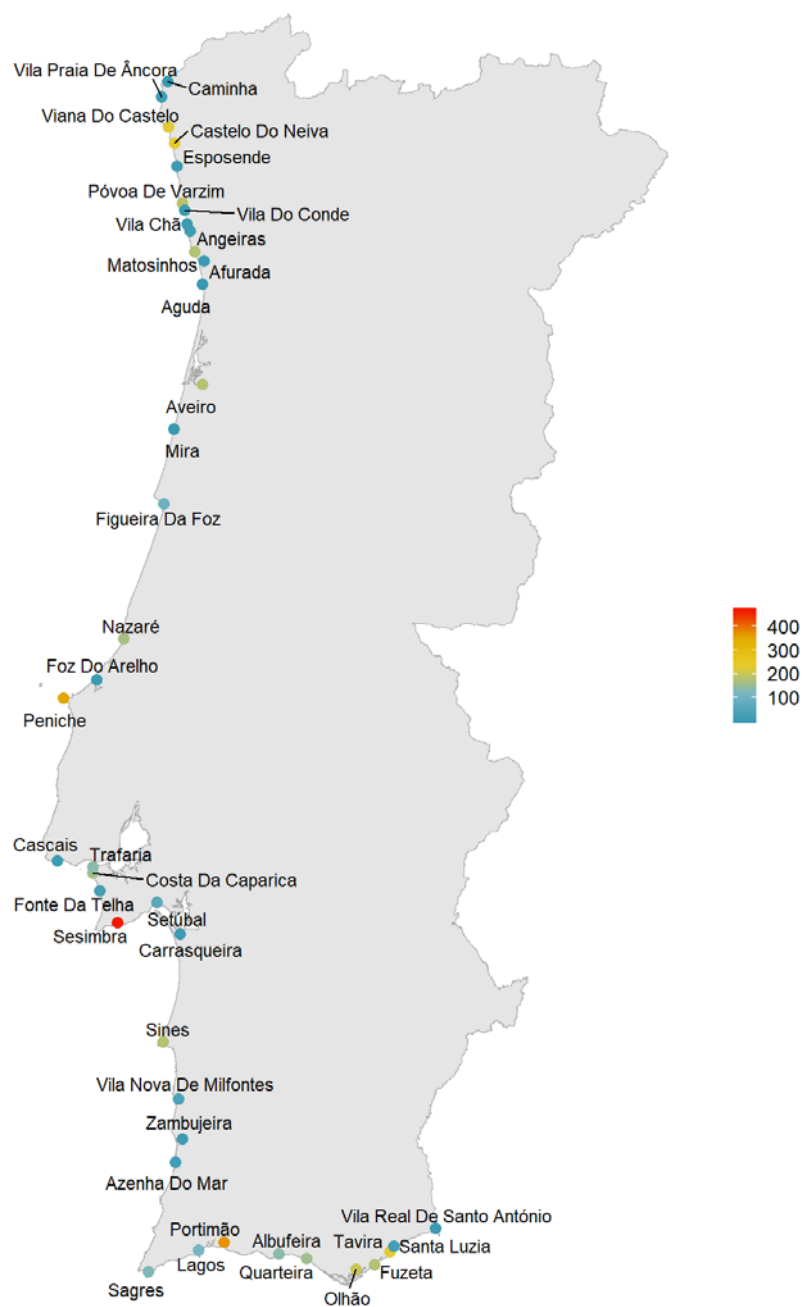 Vila Praia De Âncora
Caminha
Viana Do Castelo
Castelo Do Neiva
Esposende
Póvoa De Varzim
Vila Do Conde
Vila Chã
Angeiras
Matosinhos
Afurada
Aguda
Aveiro
Mira
Figueira Da Foz
Nazaré
400
300
200
100
Foz Do Arelho
Peniche
Cascais
Trafaria
Costa Da Caparica
Fonte Da Telha
Setúbal
Sesimbra
Carrasqueira
Sines
Vila Nova De Milfontes
Zambujeira
Azenha Do Mar
Vila Real De Santo António
Portimão
Albufeira
Tavira
Santa Luzia
Lagos
Quarteira
Fuzeta
Sagres
Olhão